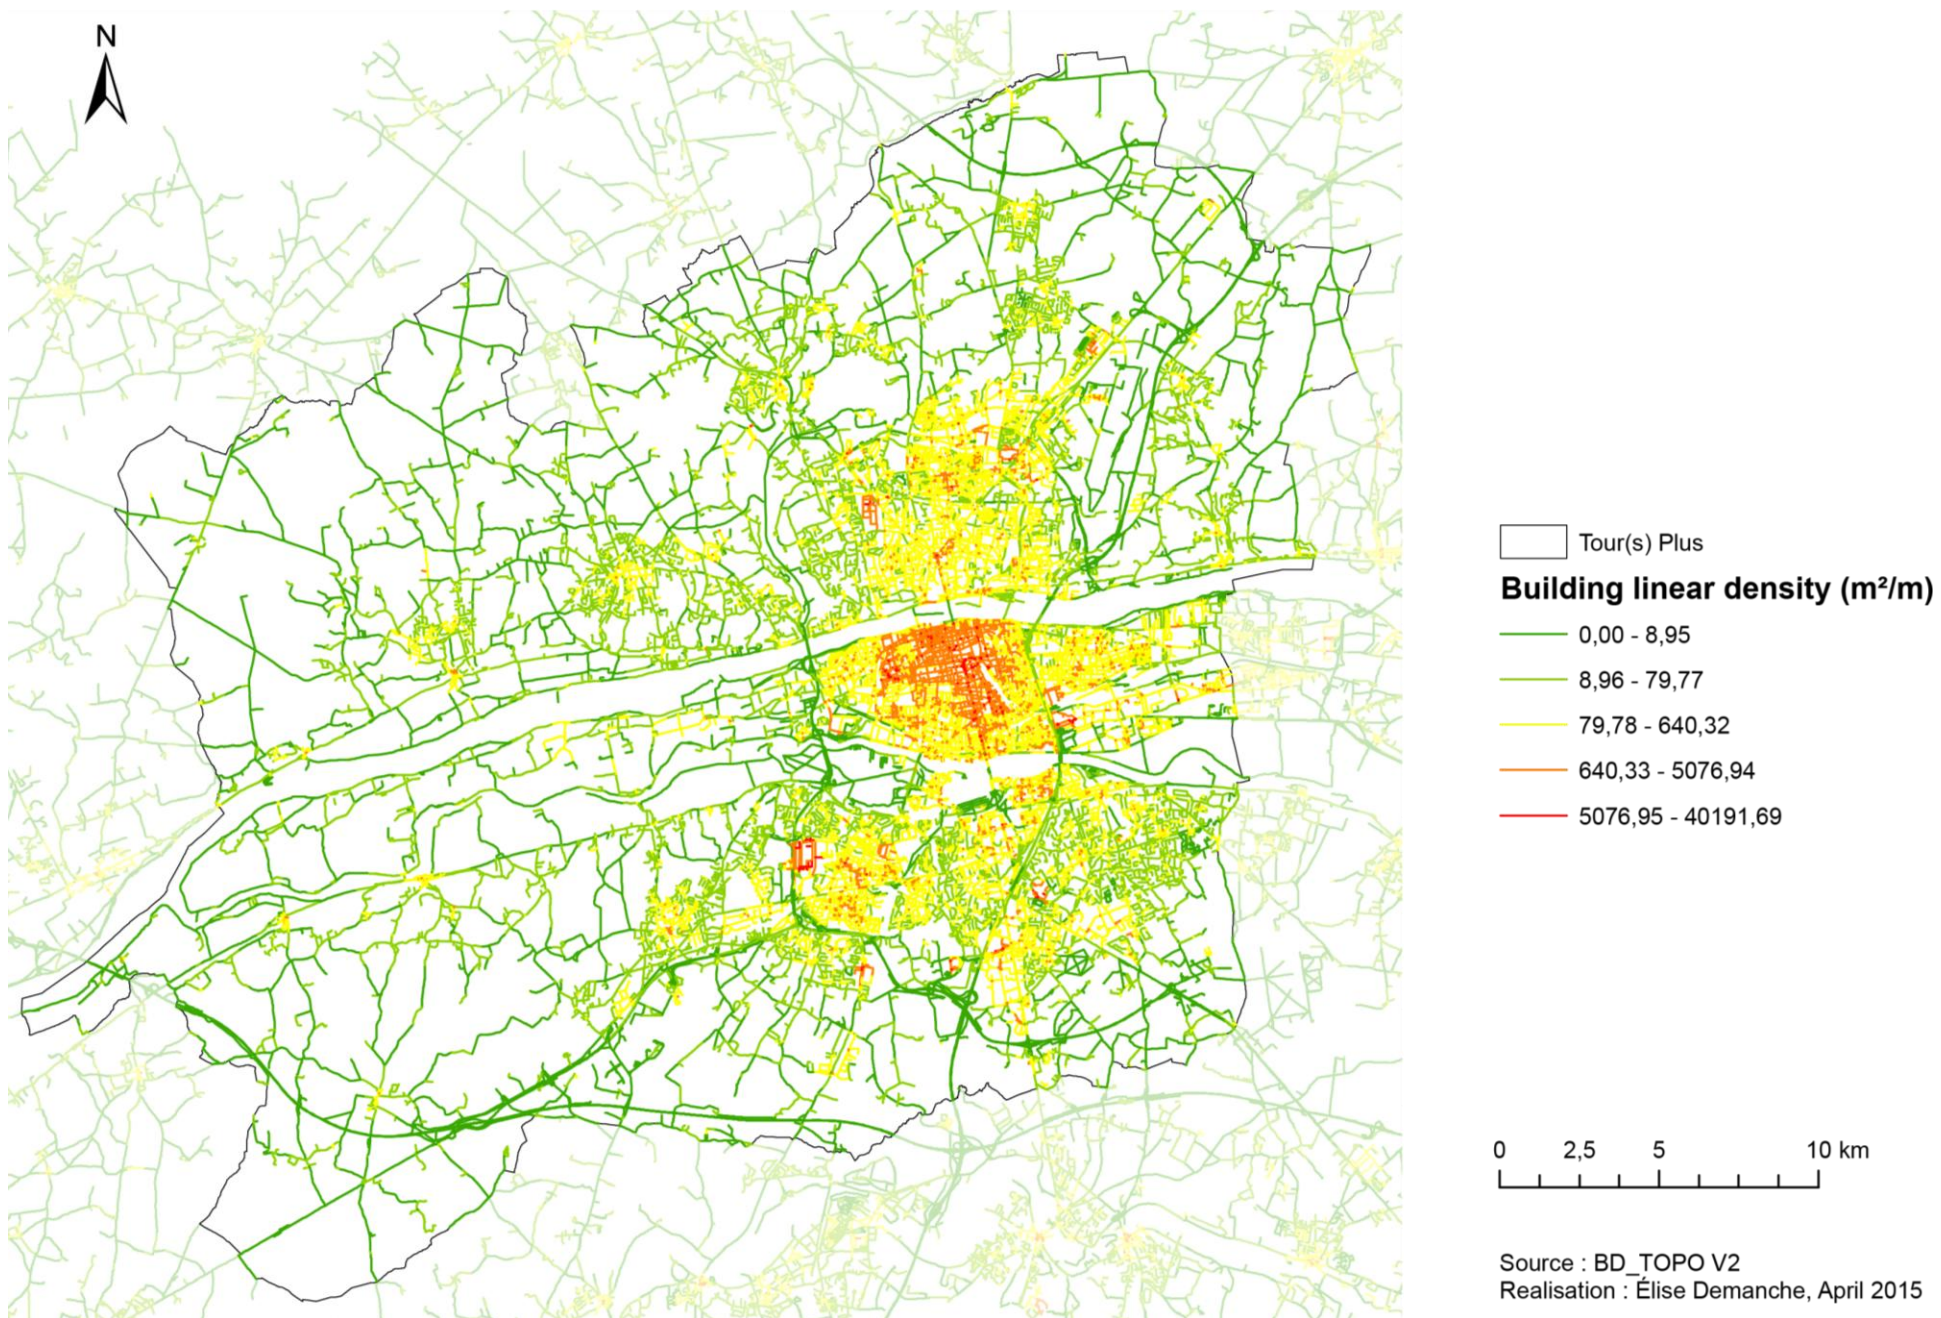 N
Tour(s) Plus
Building linear density (m²/m)
0,00 - 8,95
8,96 - 79,77
79,78 - 640,32
640,33 - 5076,94
5076,95 - 40191,69
0 2,5 5 10 km
Source : BD_TOPO V2
Realisation : Élise Demanche, April 2015